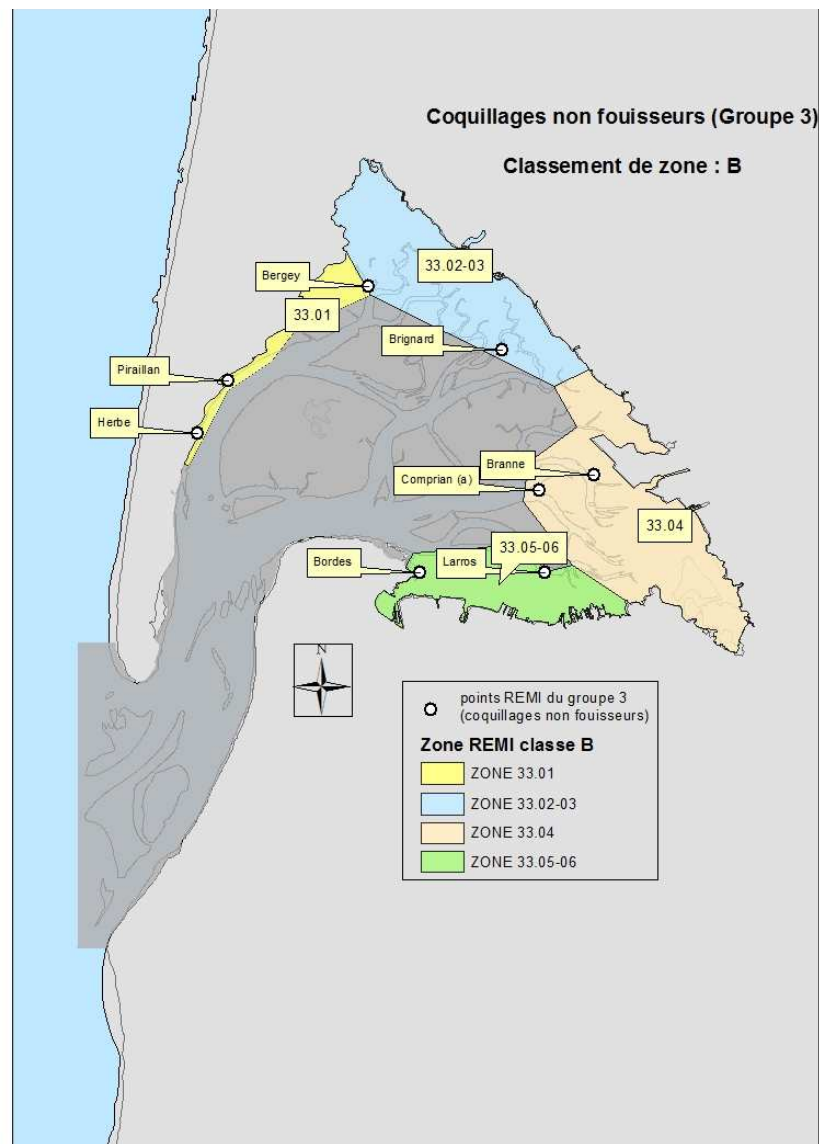 Coquillages non fouisseurs (Groupe 3)
Classement de zone : B
33.02-03
Bergey
33.01
Brignard
Piraillan
Herbe
Branne
Comprian (a)
33.04
33.05-06
Bordes
Larros
N
points REMI du groupe 3
(coquillages non fouisseurs)
Zone REMI classe B
ZONE 33.01
ZONE 33.02-03
ZONE 33.04
ZONE 33.05-06